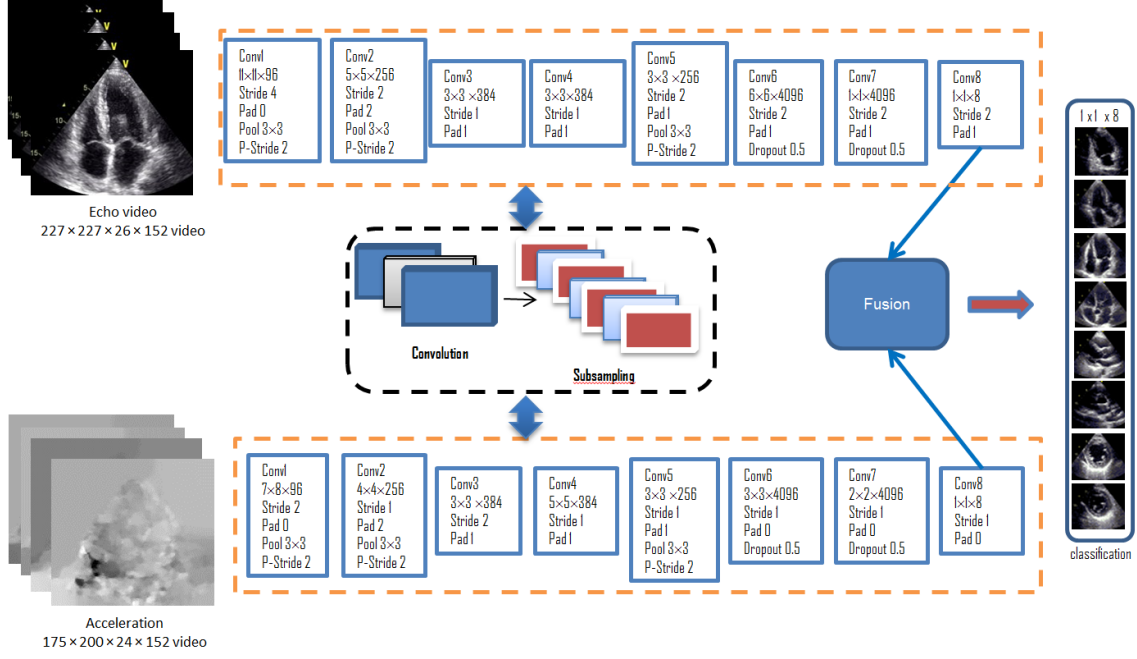 V
V
V
V
5
10
15
15
15
Echo video
227 × 227 × 26 × 152 video
Conv1
11×11×96
Stride 4
Pad 0
Pool 3×3
P-Stride 2
Conv2
5×5×256
Stride 2
Pad 2
Pool 3×3
P-Stride 2
Conv3
3×3 ×384
Stride 1
Pad 1
Conv4
3×3×384
Stride 1
Pad 1
Conv5
3×3 ×256
Stride 2
Pad 1
Pool 3×3
P-Stride 2
Conv6
6×6×4096
Stride 2
Pad 1
Dropout 0.5
Conv7
1×1×4096
Stride 2
Pad 1
Dropout 0.5
Conv8
1×1×8
Stride 2
Pad 1
Convolution
Subsampling
Fusion
1 x1 x 8
classification
Acceleration
175 × 200 × 24 × 152 video
Conv1
7×8×96
Stride 2
Pad 0
Pool 3×3
P-Stride 2
Conv2
4×4×256
Stride 1
Pad 2
Pool 3×3
P-Stride 2
Conv3
3×3 ×384
Stride 2
Pad 1
Conv4
5×5×384
Stride 1
Pad 1
Conv5
3×3 ×256
Stride 1
Pad 1
Pool 3×3
P-Stride 2
Conv6
3×3×4096
Stride 1
Pad 0
Dropout 0.5
Conv7
2×2×4096
Stride 1
Pad 0
Dropout 0.5
Conv8
1×1×8
Stride 1
Pad 0